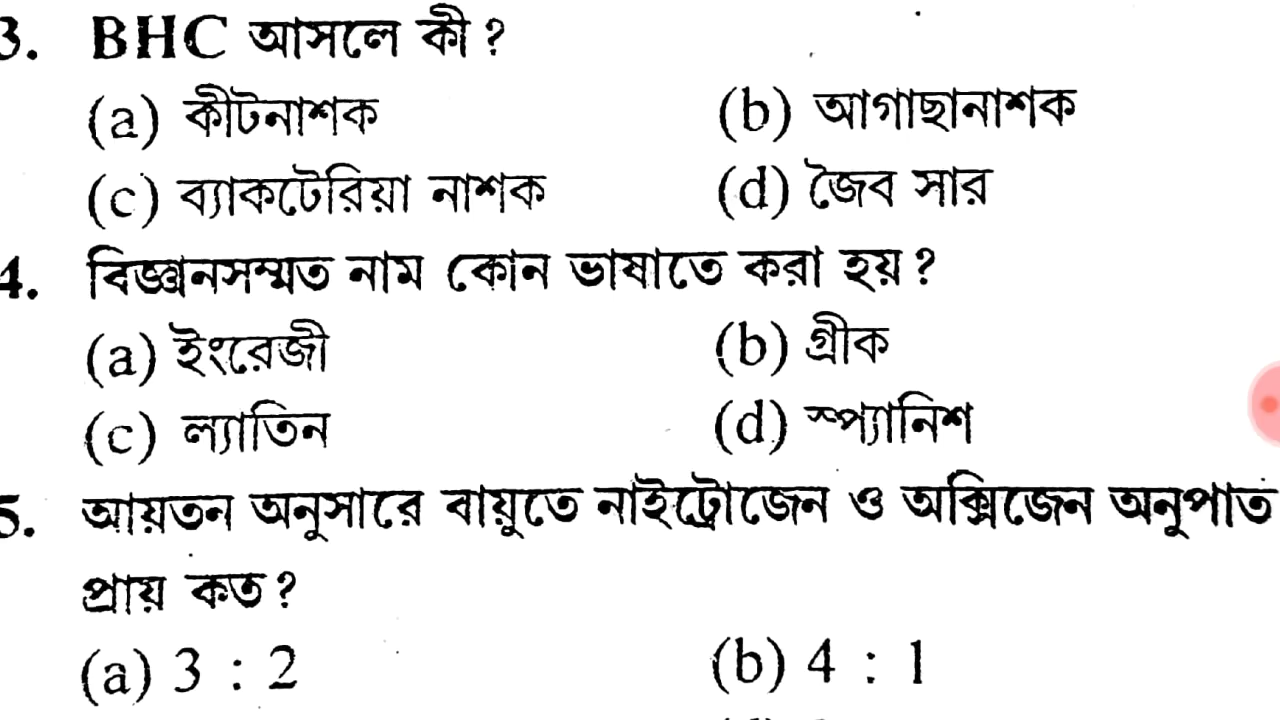 3. BHC আসলে কী ?
(a) কীটনাশক (b) আগাছানাশক
(c) ব্যাকটেরিয়া নাশক (d) জৈব সার
4. বিজ্ঞানসম্মত নাম কোন ভাষাতে করা হয় ?
(a) ইংরেজী (b) গ্রীক
(c) ল্যাতিন (d) স্প্যানিশ
5. আয়তন অনুসারে বায়ুতে নাইট্রোজেন ও অক্সিজেন অনুপাত
প্রায় কত ?
(a) 3 : 2 (b) 4 : 1